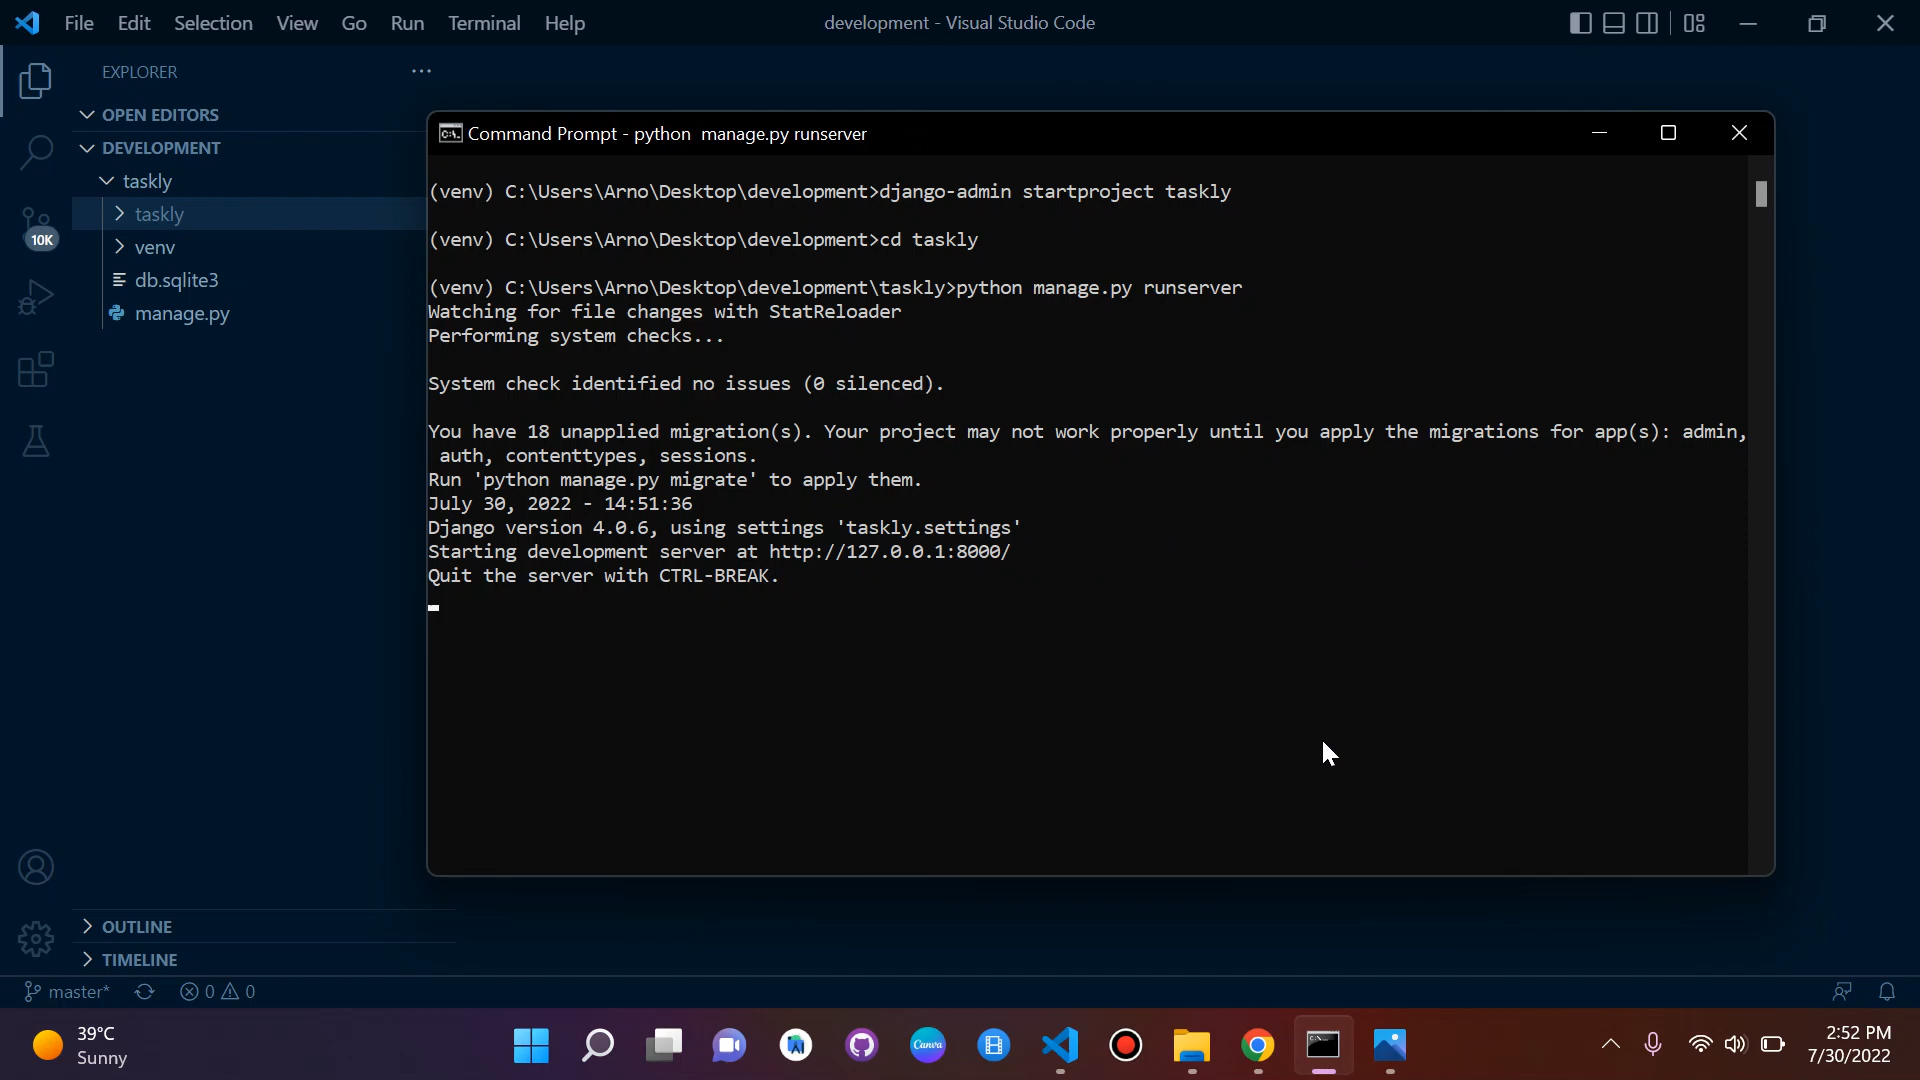 File Edit Selection View Go Run Terminal Help
development - Visual Studio Code
EXPLORER
OPEN EDITORS
DEVELOPMENT
taskly
taskly
venv
db.sqlite3
manage.py
10K
Command Prompt - python  manage.py runserver
(venv) C:\Users\Arno\Desktop\development>django-admin startproject taskly
(venv) C:\Users\Arno\Desktop\development>cd taskly
(venv) C:\Users\Arno\Desktop\development\taskly>python manage.py runserver
Watching for file changes with StatReloader
Performing system checks...
System check identified no issues (0 silenced).
You have 18 unapplied migration(s). Your project may not work properly until you apply the migrations for app(s): admin,
auth, contenttypes, sessions.
Run 'python manage.py migrate' to apply them.
July 30, 2022 - 14:51:36
Django version 4.0.6, using settings 'taskly.settings'
Starting development server at http://127.0.0.1:8000/
Quit the server with CTRL-BREAK.
OUTLINE
TIMELINE
master* 0 0
39°C
Sunny
Canva
2:52 PM
7/30/2022